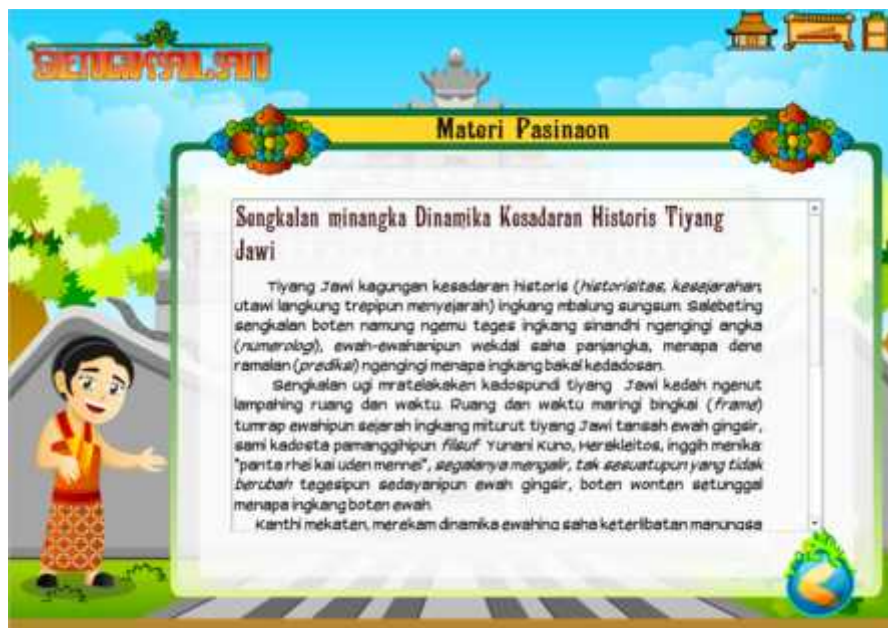 SENGKALAN
Materi Pasinaon
Sengkalan minangka Dinamika Kesadaran Historis Tiyang
Jawi
Tiyang Jawi kagungan kesadaran historis (historisitas, kesejarahan,
utawi langkung trepipun menyejarah) ingkang mbalung sungsum. Salebeting
sengkalan boten namung ngemu teges ingkang sinandhi ngengingi angka
(numerologi), ewah-ewahanipun wekdal saha panjangka, menapa dene
ramalan (prediksi) ngengingi menapa ingkang bakal kedadosan.
Sengkalan ugi mratelakaken kadospundi tiyang Jawi kedah ngenut
lampahing ruang dan waktu. Ruang dan waktu maringi bingkai (frame)
tumrap ewahipun sejarah ingkang miturut tiyang Jawi tansah ewah gingsir,
sami kadosta pamanggihipun filsuf Yunani Kuno, Herakleitos, inggih menika:
"panta rhei kai uden mennei", segalanya mengalir, tak sesuatupun yang tidak
berubah tegesipun sedayanipun ewah gingsir, boten wonten setunggal
menapa ingkang boten ewah.
Kanthi mekaten, merekam dinamika ewahing saha keterlibatan manungsa